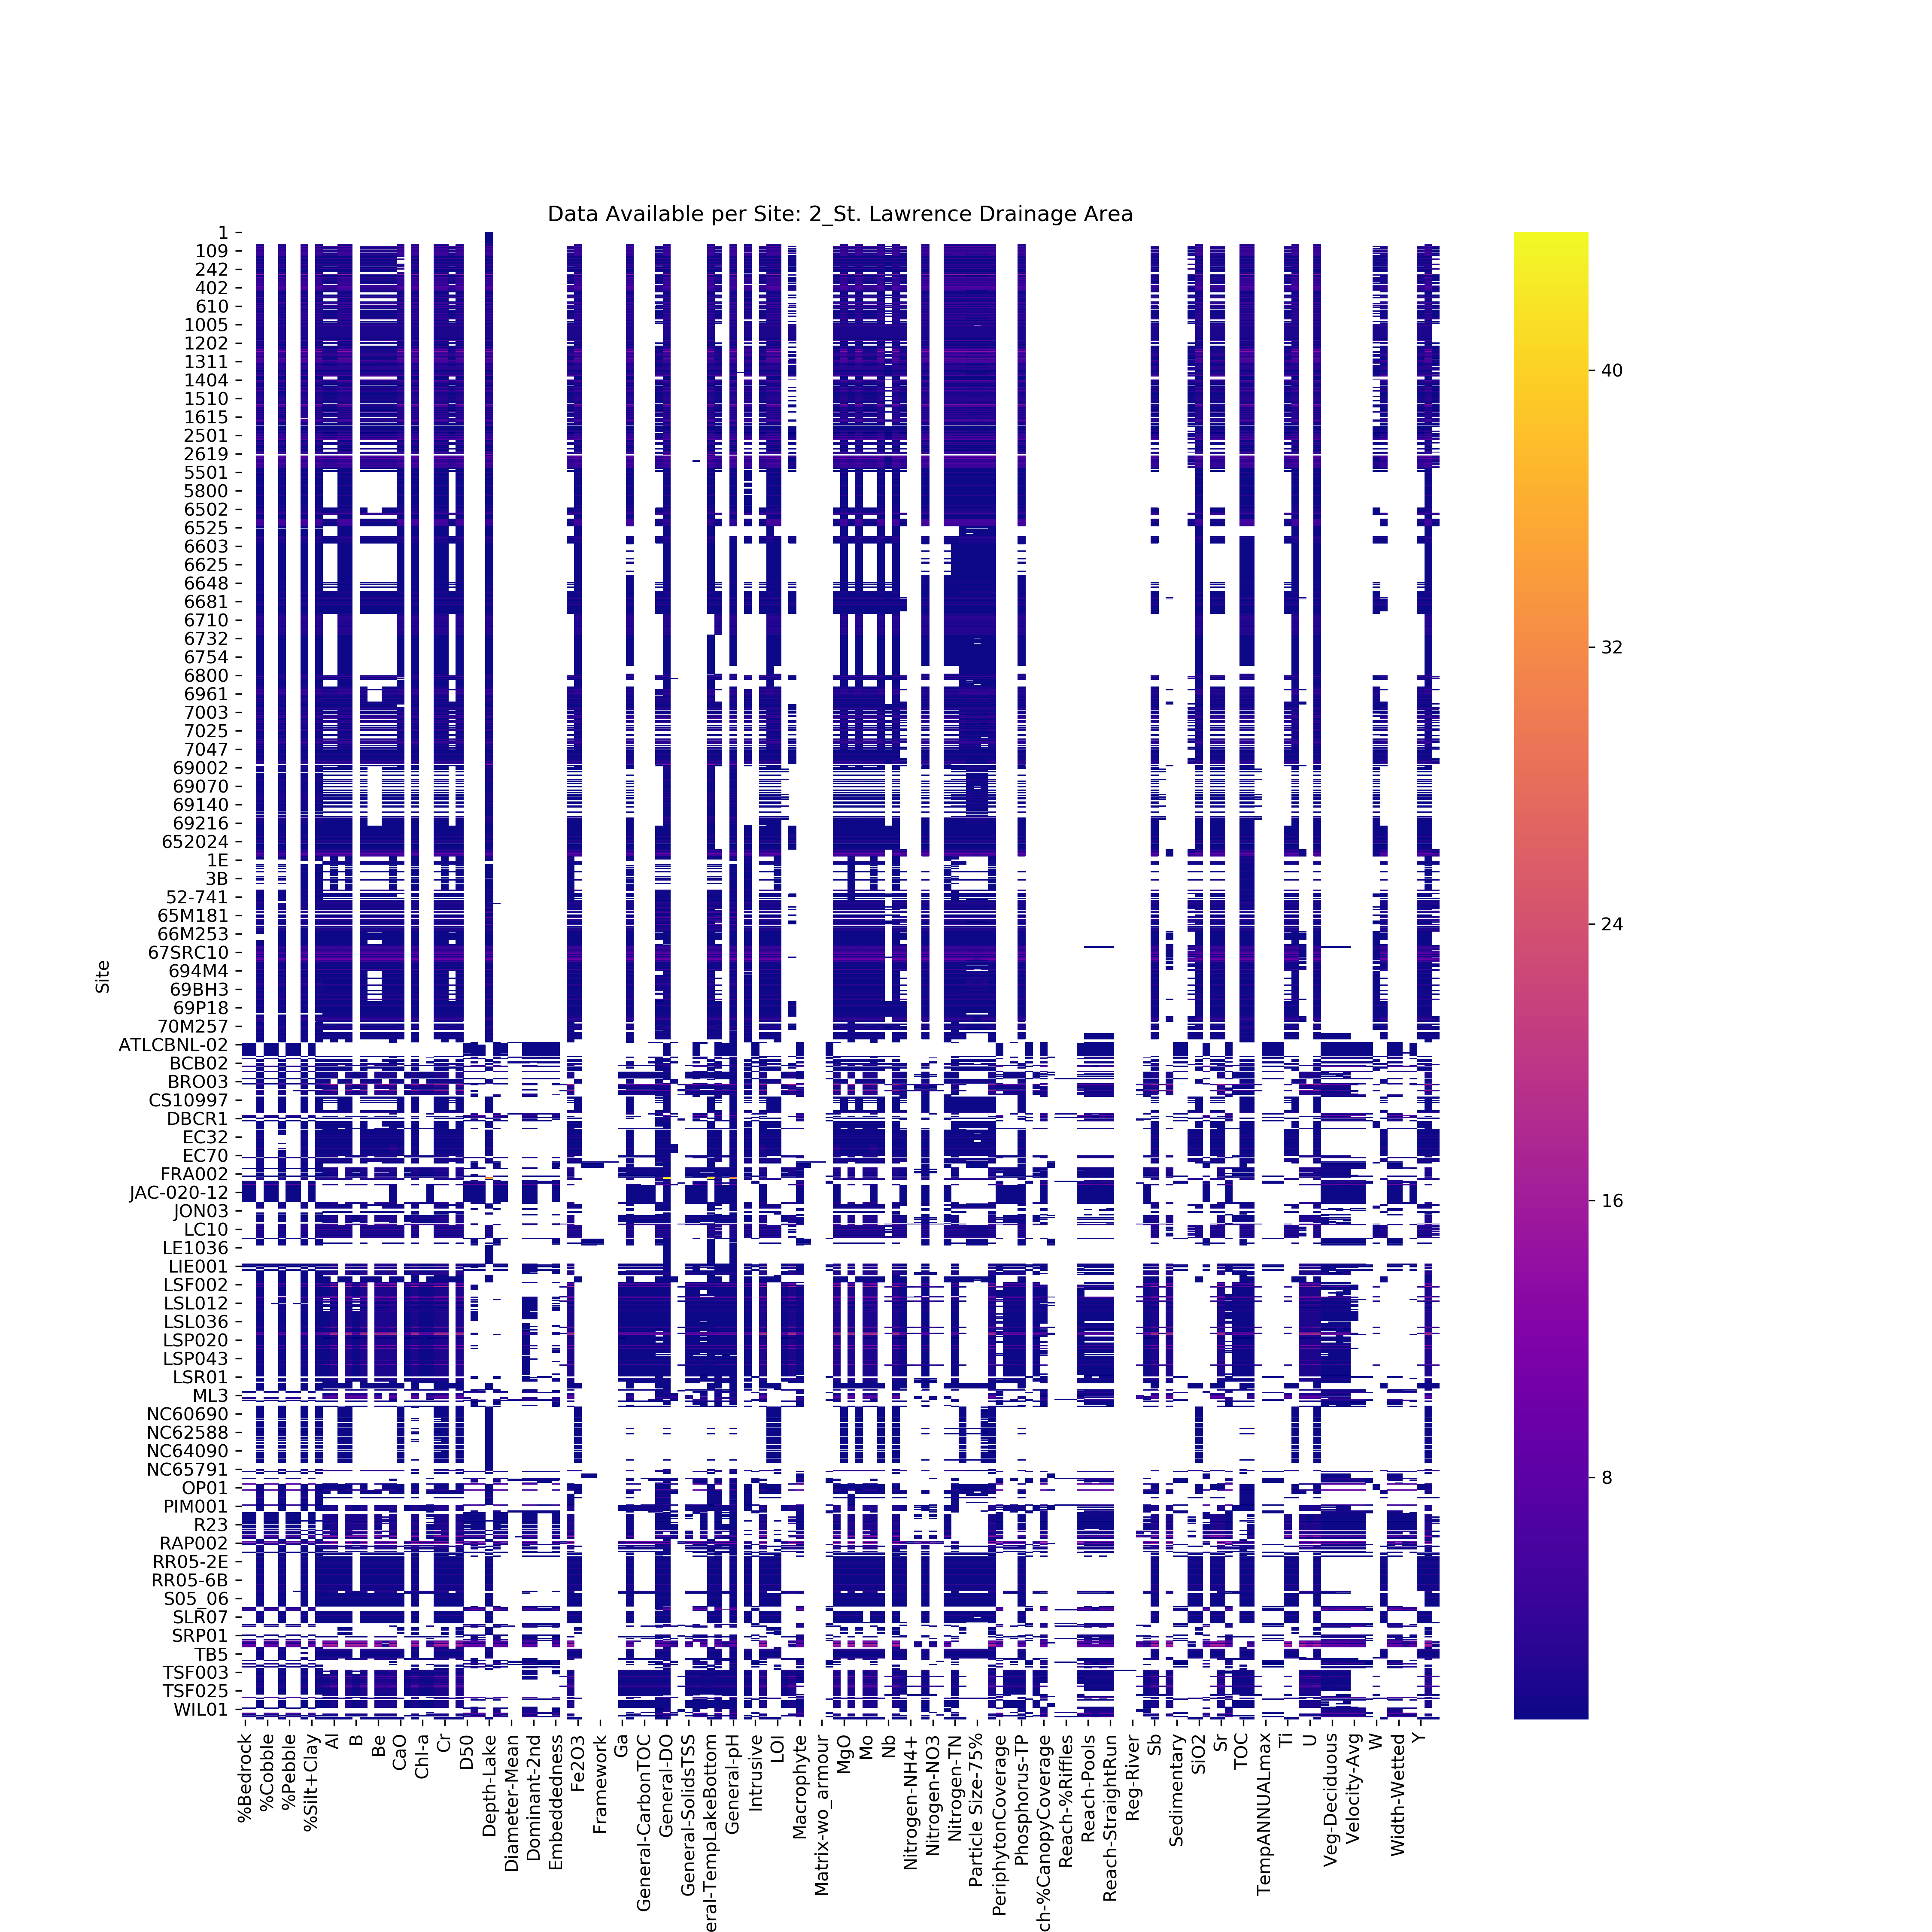 Data Available per Site: 2_St. Lawrence Drainage Area
Site
1
109
242
402
610
1005
1202
1311
1404
1510
1615
2501
2619
5501
5800
6502
6525
6603
6625
6648
6681
6710
6732
6754
6800
6961
7003
7025
7047
69002
69070
69140
69216
652024
1E
3B
52-741
65M181
66M253
67SRC10
694M4
69BH3
69P18
70M257
ATLCBNL-02
BCB02
BRO03
CS10997
DBCR1
EC32
EC70
FRA002
JAC-020-12
JON03
LC10
LE1036
LIE001
LSF002
LSL012
LSL036
LSP020
LSP043
LSR01
ML3
NC60690
NC62588
NC64090
NC65791
OP01
PIM001
R23
RAP002
RR05-2E
RR05-6B
S05_06
SLR07
SRP01
TB5
TSF003
TSF025
WIL01
%Bedrock
%Cobble
%Pebble
%Silt+Clay
Al
B
Be
CaO
Chl-a
Cr
D50
Depth-Lake
Diameter-Mean
Dominant-2nd
Embeddedness
Fe2O3
Framework
Ga
General-CarbonTOC
General-DO
General-SolidsTSS
eral-TempLakeBottom
General-pH
Intrusive
LOI
Macrophyte
Matrix-wo_armour
MgO
Mo
Nb
Nitrogen-NH4+
Nitrogen-NO3
Nitrogen-TN
Particle Size-75%
PeriphytonCoverage
Phosphorus-TP
ch-%CanopyCoverage
Reach-%Riffles
Reach-Pools
Reach-StraightRun
Reg-River
Sb
Sedimentary
SiO2
Sr
TOC
TempANNUALmax
Tl
U
Veg-Deciduous
Velocity-Avg
W
Width-Wetted
Y
40
32
24
16
8